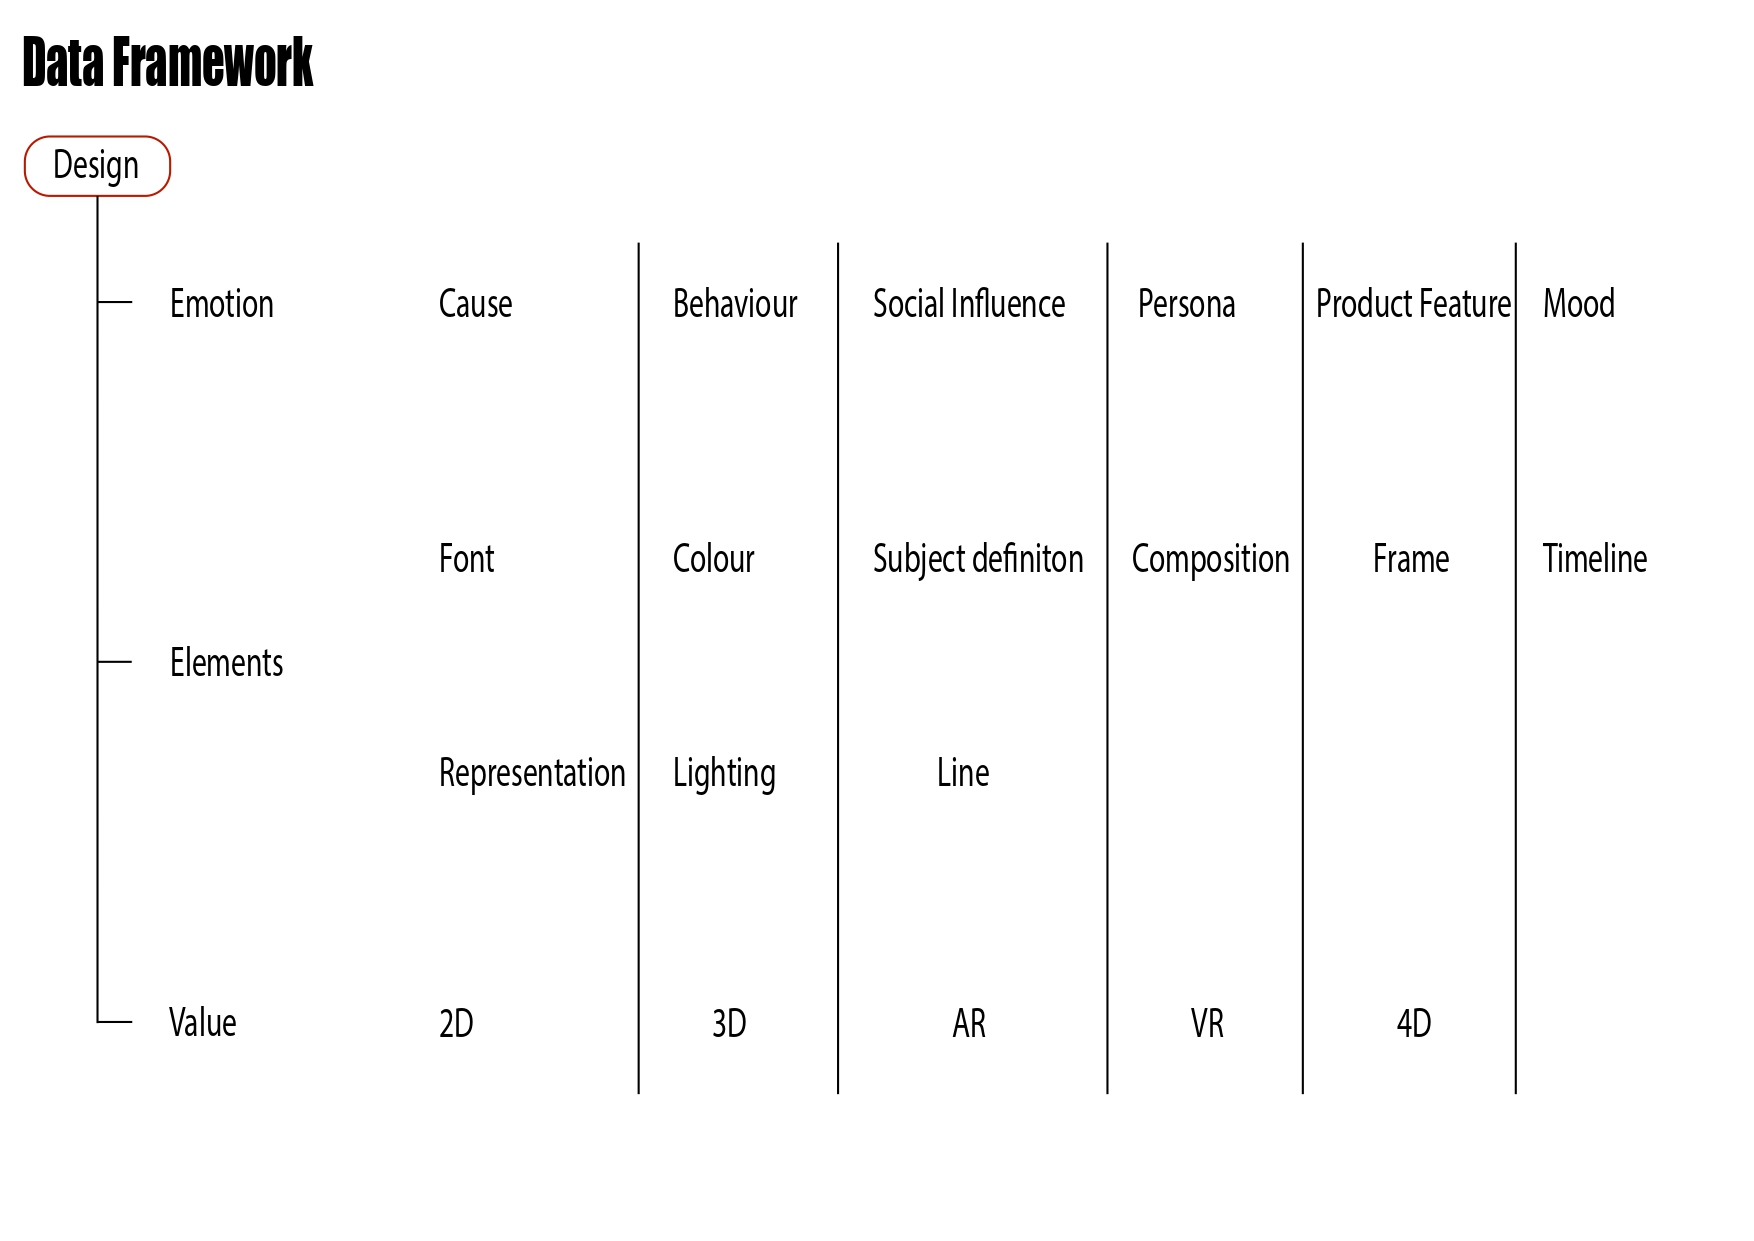 Data Framework
Design
Emotion Cause Behaviour Social Influence Persona Product Feature Mood
Font Colour Subject definiton Composition Frame Timeline
Elements
Representation Lighting Line
Value 2D 3D AR VR 4D